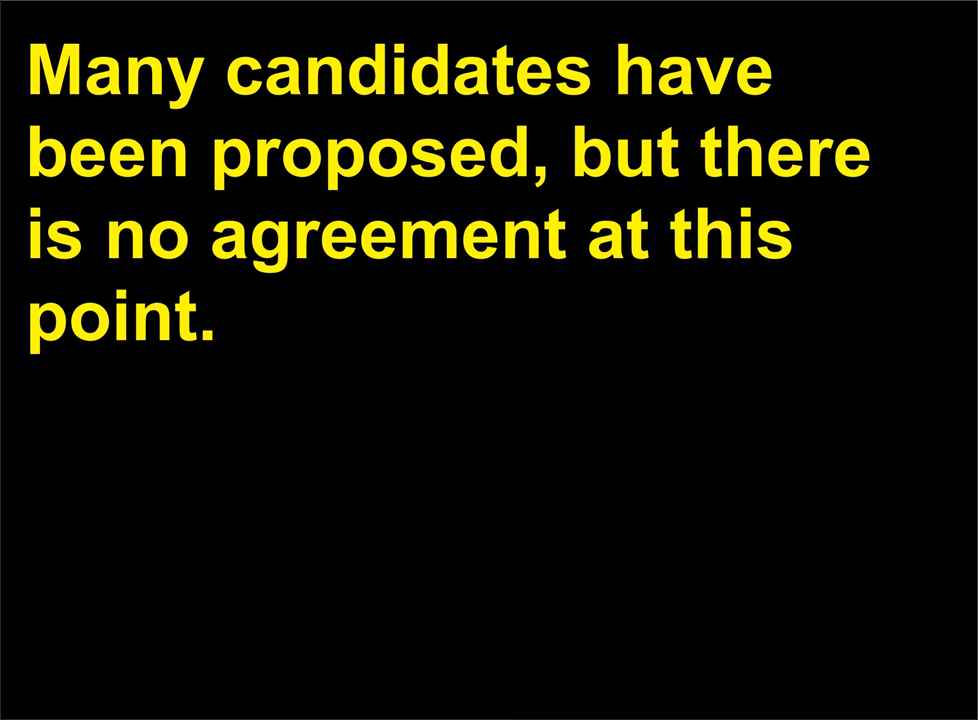 Many candidates have
been proposed, but there
is no agreement at this
point.